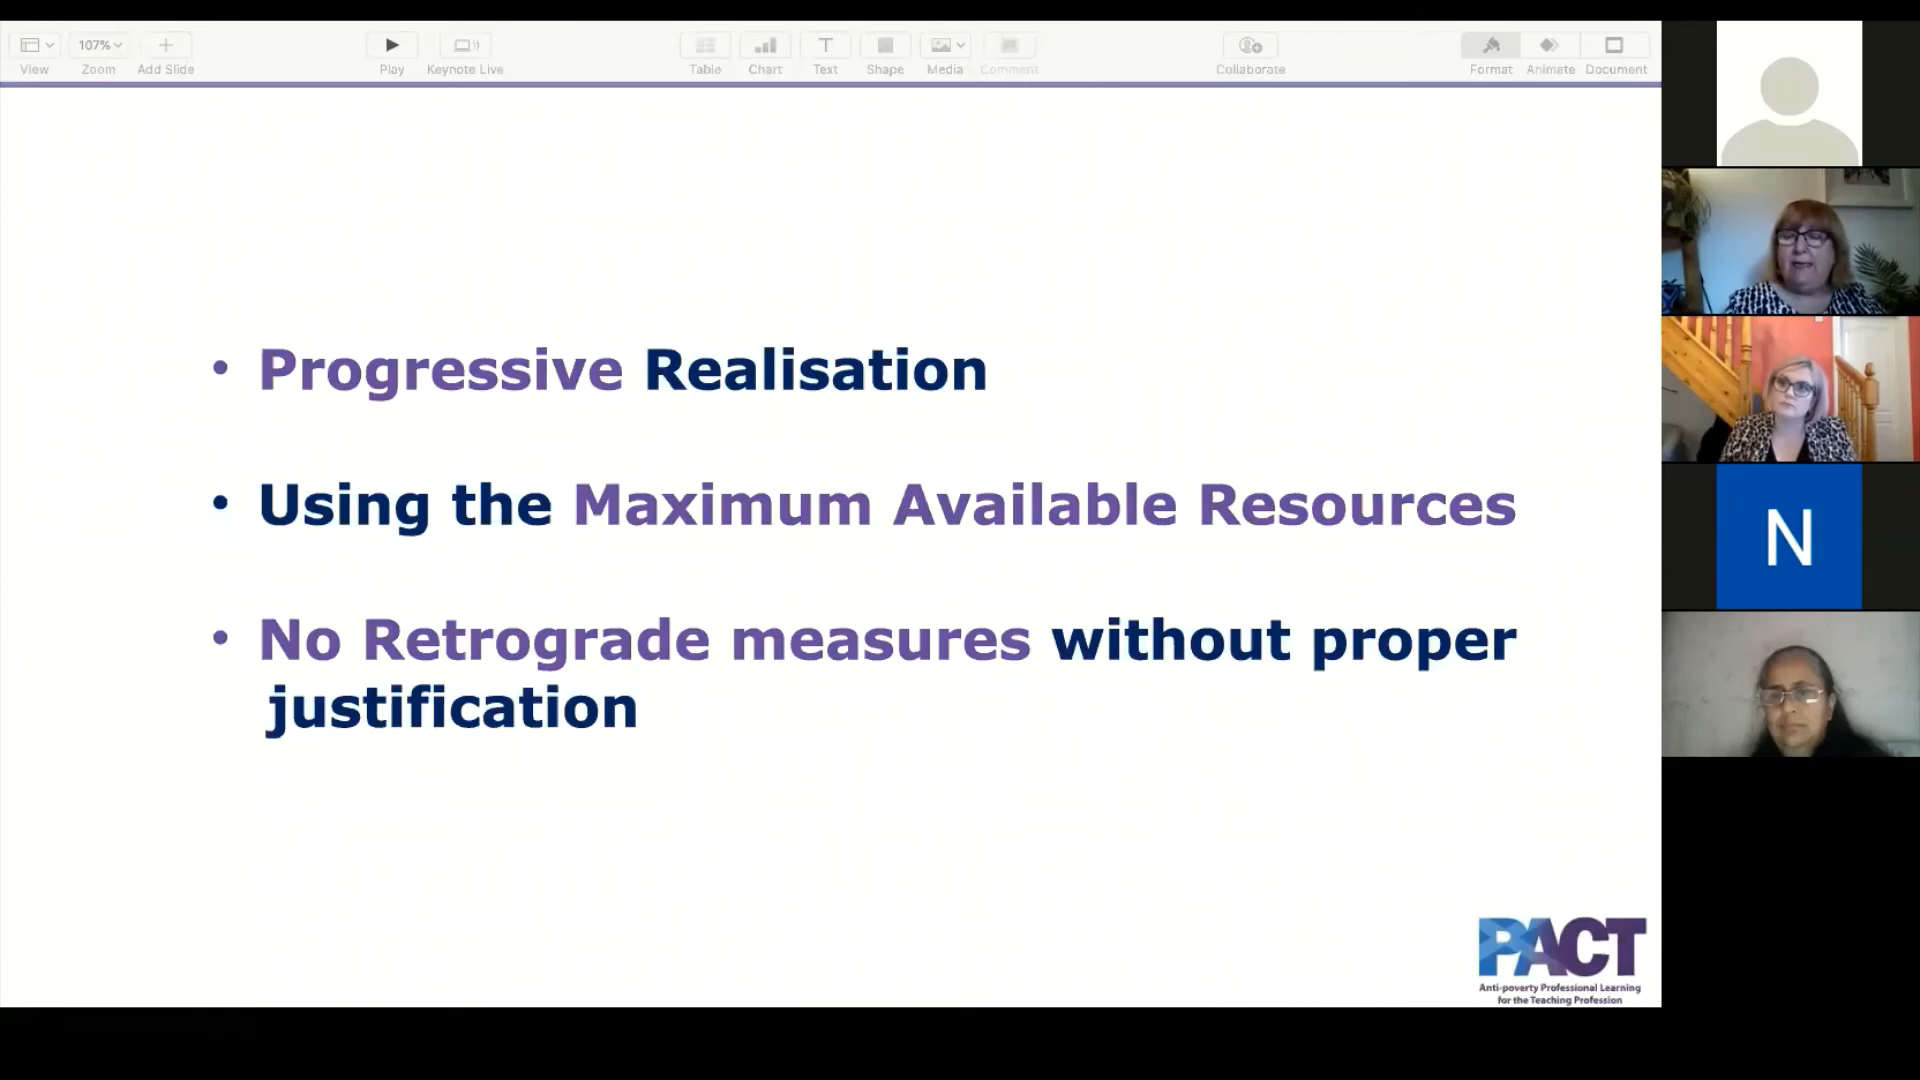 107%
View
Zoom
Add Slide
Play
Keynote Live
Table
Chart
Text
Shape
Media
Comment
Collaborate
Format
Animate
Document
• Progressive Realisation
• Using the Maximum Available Resources
• No Retrograde measures without proper
justification
PACT
Anti-poverty Professional Learning
for the Teaching Profession
N